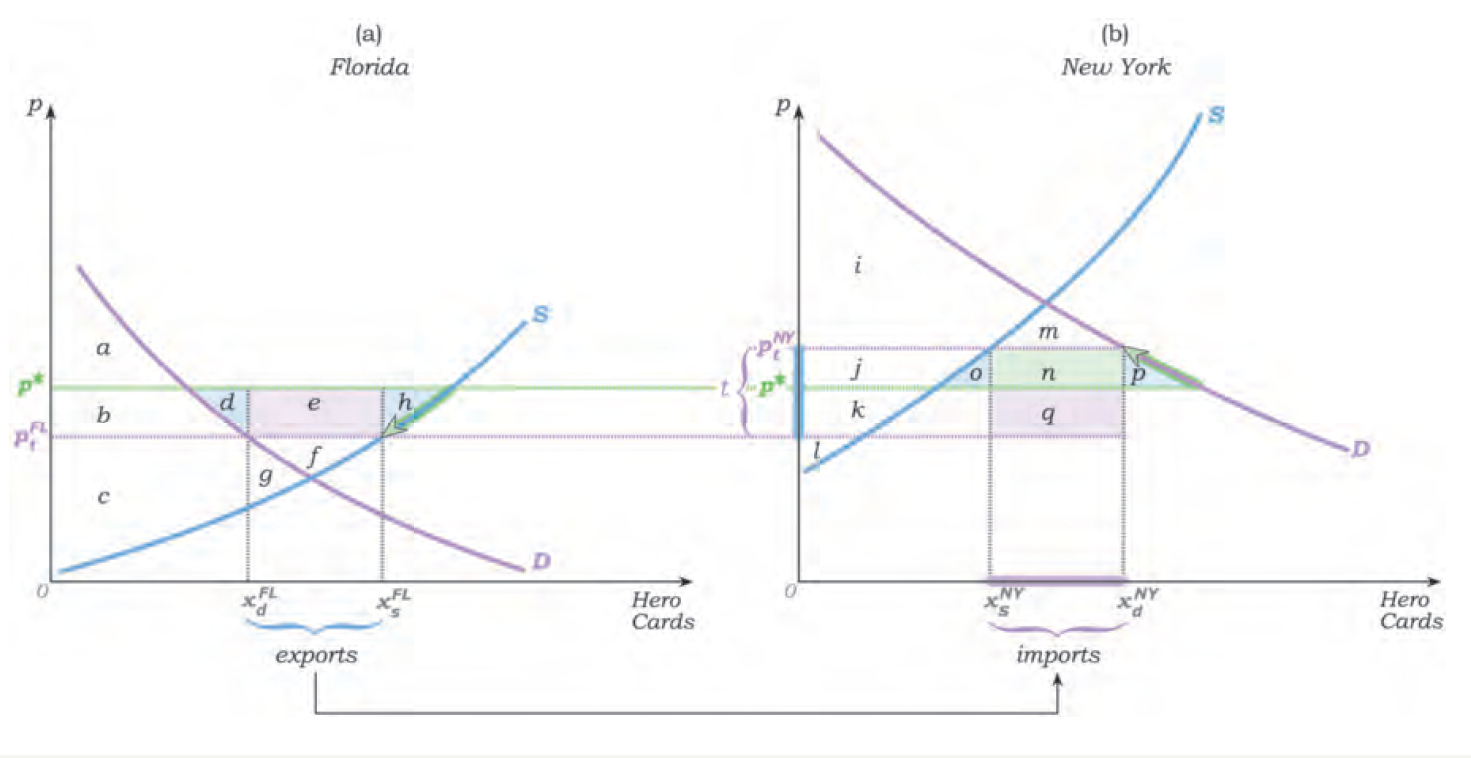 (a)
Florida
p
S
a
p*
d
e
h
b
p_t^FL
f
g
c
D
0
x_d^FL
x_s^FL
Hero
Cards
exports
(b)
New York
p
S
i
m
p_t^NY
t
p*
j
o
n
p
k
q
l
D
0
x_s^NY
x_d^NY
Hero
Cards
imports